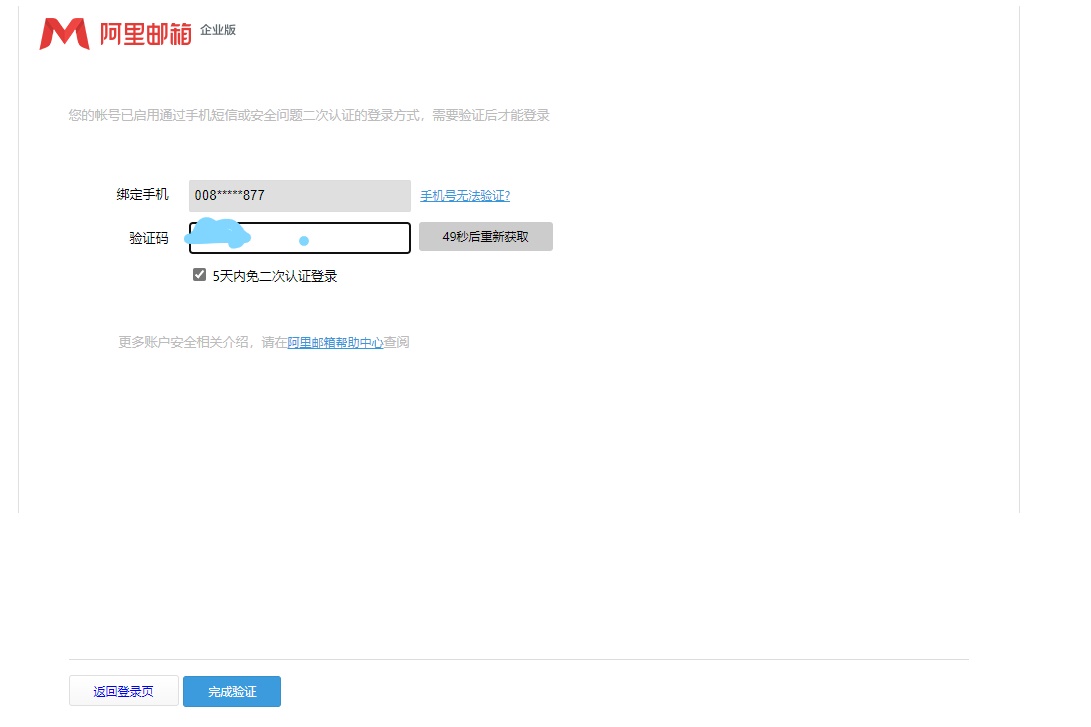 阿里邮箱 企业版
您的帐号已启用通过手机短信或安全问题二次认证的登录方式，需要验证后才能登录
绑定手机 008*****877 手机号无法验证?
验证码 49秒后重新获取
5天内免二次认证登录
更多账户安全相关介绍，请在阿里邮箱帮助中心查阅
返回登录页 完成验证